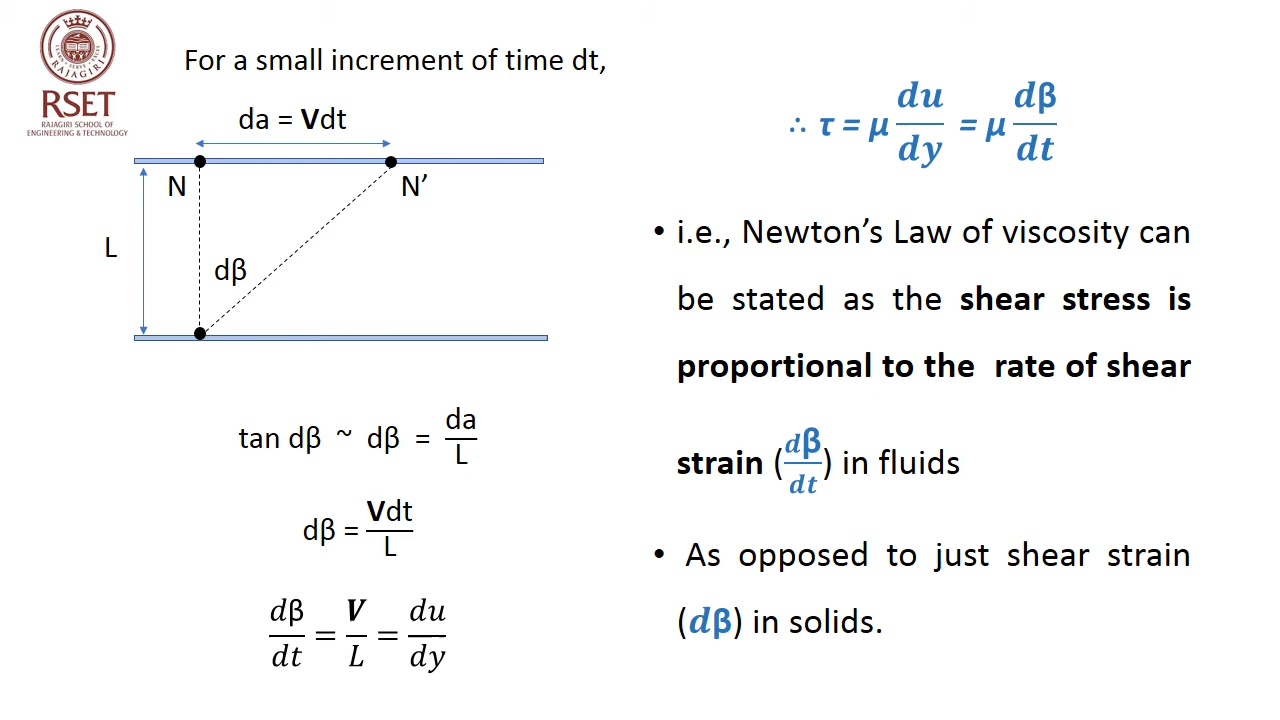 RAJAGIRI
RSET
RAJAGIRI SCHOOL OF
ENGINEERING & TECHNOLOGY
For a small increment of time dt,
da = Vdt
N
N’
L
dβ
tan dβ ~ dβ = da/L
dβ = Vdt/L
dβ/dt = V/L = du/dy
∴ τ = μ du/dy = μ dβ/dt
• i.e., Newton’s Law of viscosity can
be stated as the shear stress is
proportional to the rate of shear
strain (dβ/dt) in fluids
• As opposed to just shear strain
(dβ) in solids.